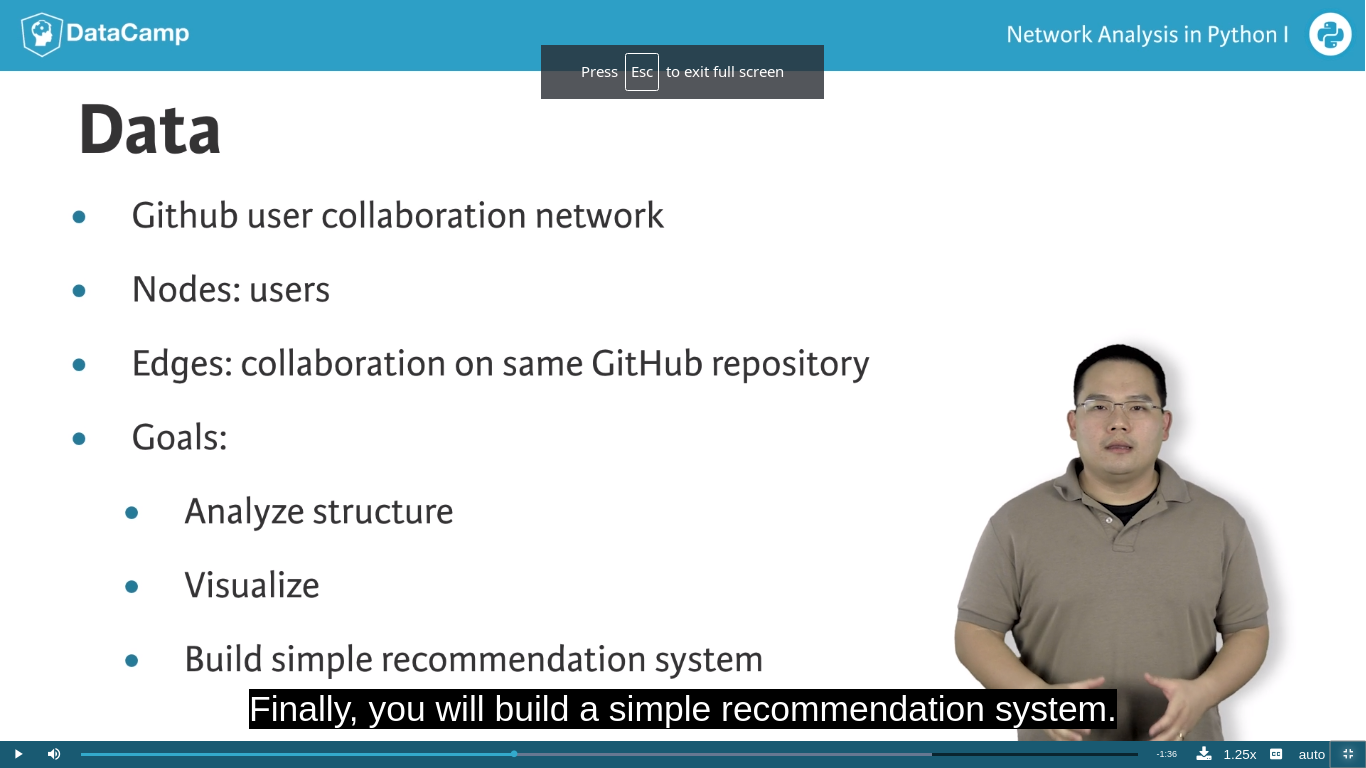 DataCamp
Network Analysis in Python I
Press Esc to exit full screen
Data
Github user collaboration network
Nodes: users
Edges: collaboration on same GitHub repository
Goals:
Analyze structure
Visualize
Build simple recommendation system
Finally, you will build a simple recommendation system.
-1:36 1.25x CC auto